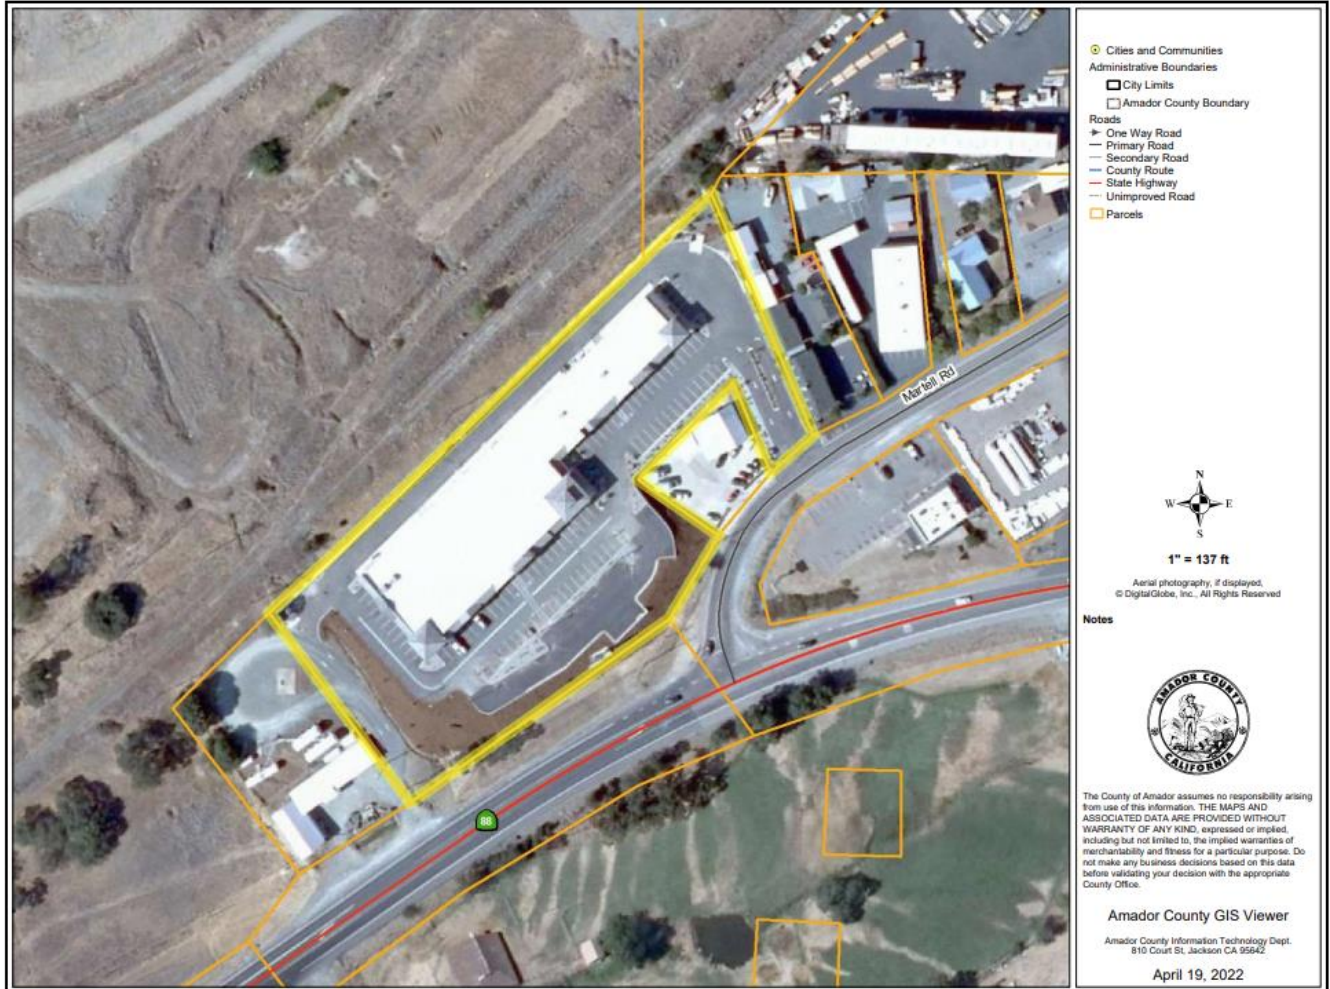 Martell Rd
88
Cities and Communities
Administrative Boundaries
City Limits
Amador County Boundary
Roads
One Way Road
Primary Road
Secondary Road
County Route
State Highway
Unimproved Road
Parcels
N
W E
S
1" = 137 ft
Aerial photography, if displayed,
© DigitalGlobe, Inc., All Rights Reserved
Notes
AMADOR COUNTY
CALIFORNIA
The County of Amador assumes no responsibility arising
from use of this information. THE MAPS AND
ASSOCIATED DATA ARE PROVIDED WITHOUT
WARRANTY OF ANY KIND, expressed or implied,
including but not limited to, the implied warranties of
merchantability and fitness for a particular purpose. Do
not make any business decisions based on this data
before validating your decision with the appropriate
County Office.
Amador County GIS Viewer
Amador County Information Technology Dept.
810 Court St, Jackson CA 95642
April 19, 2022